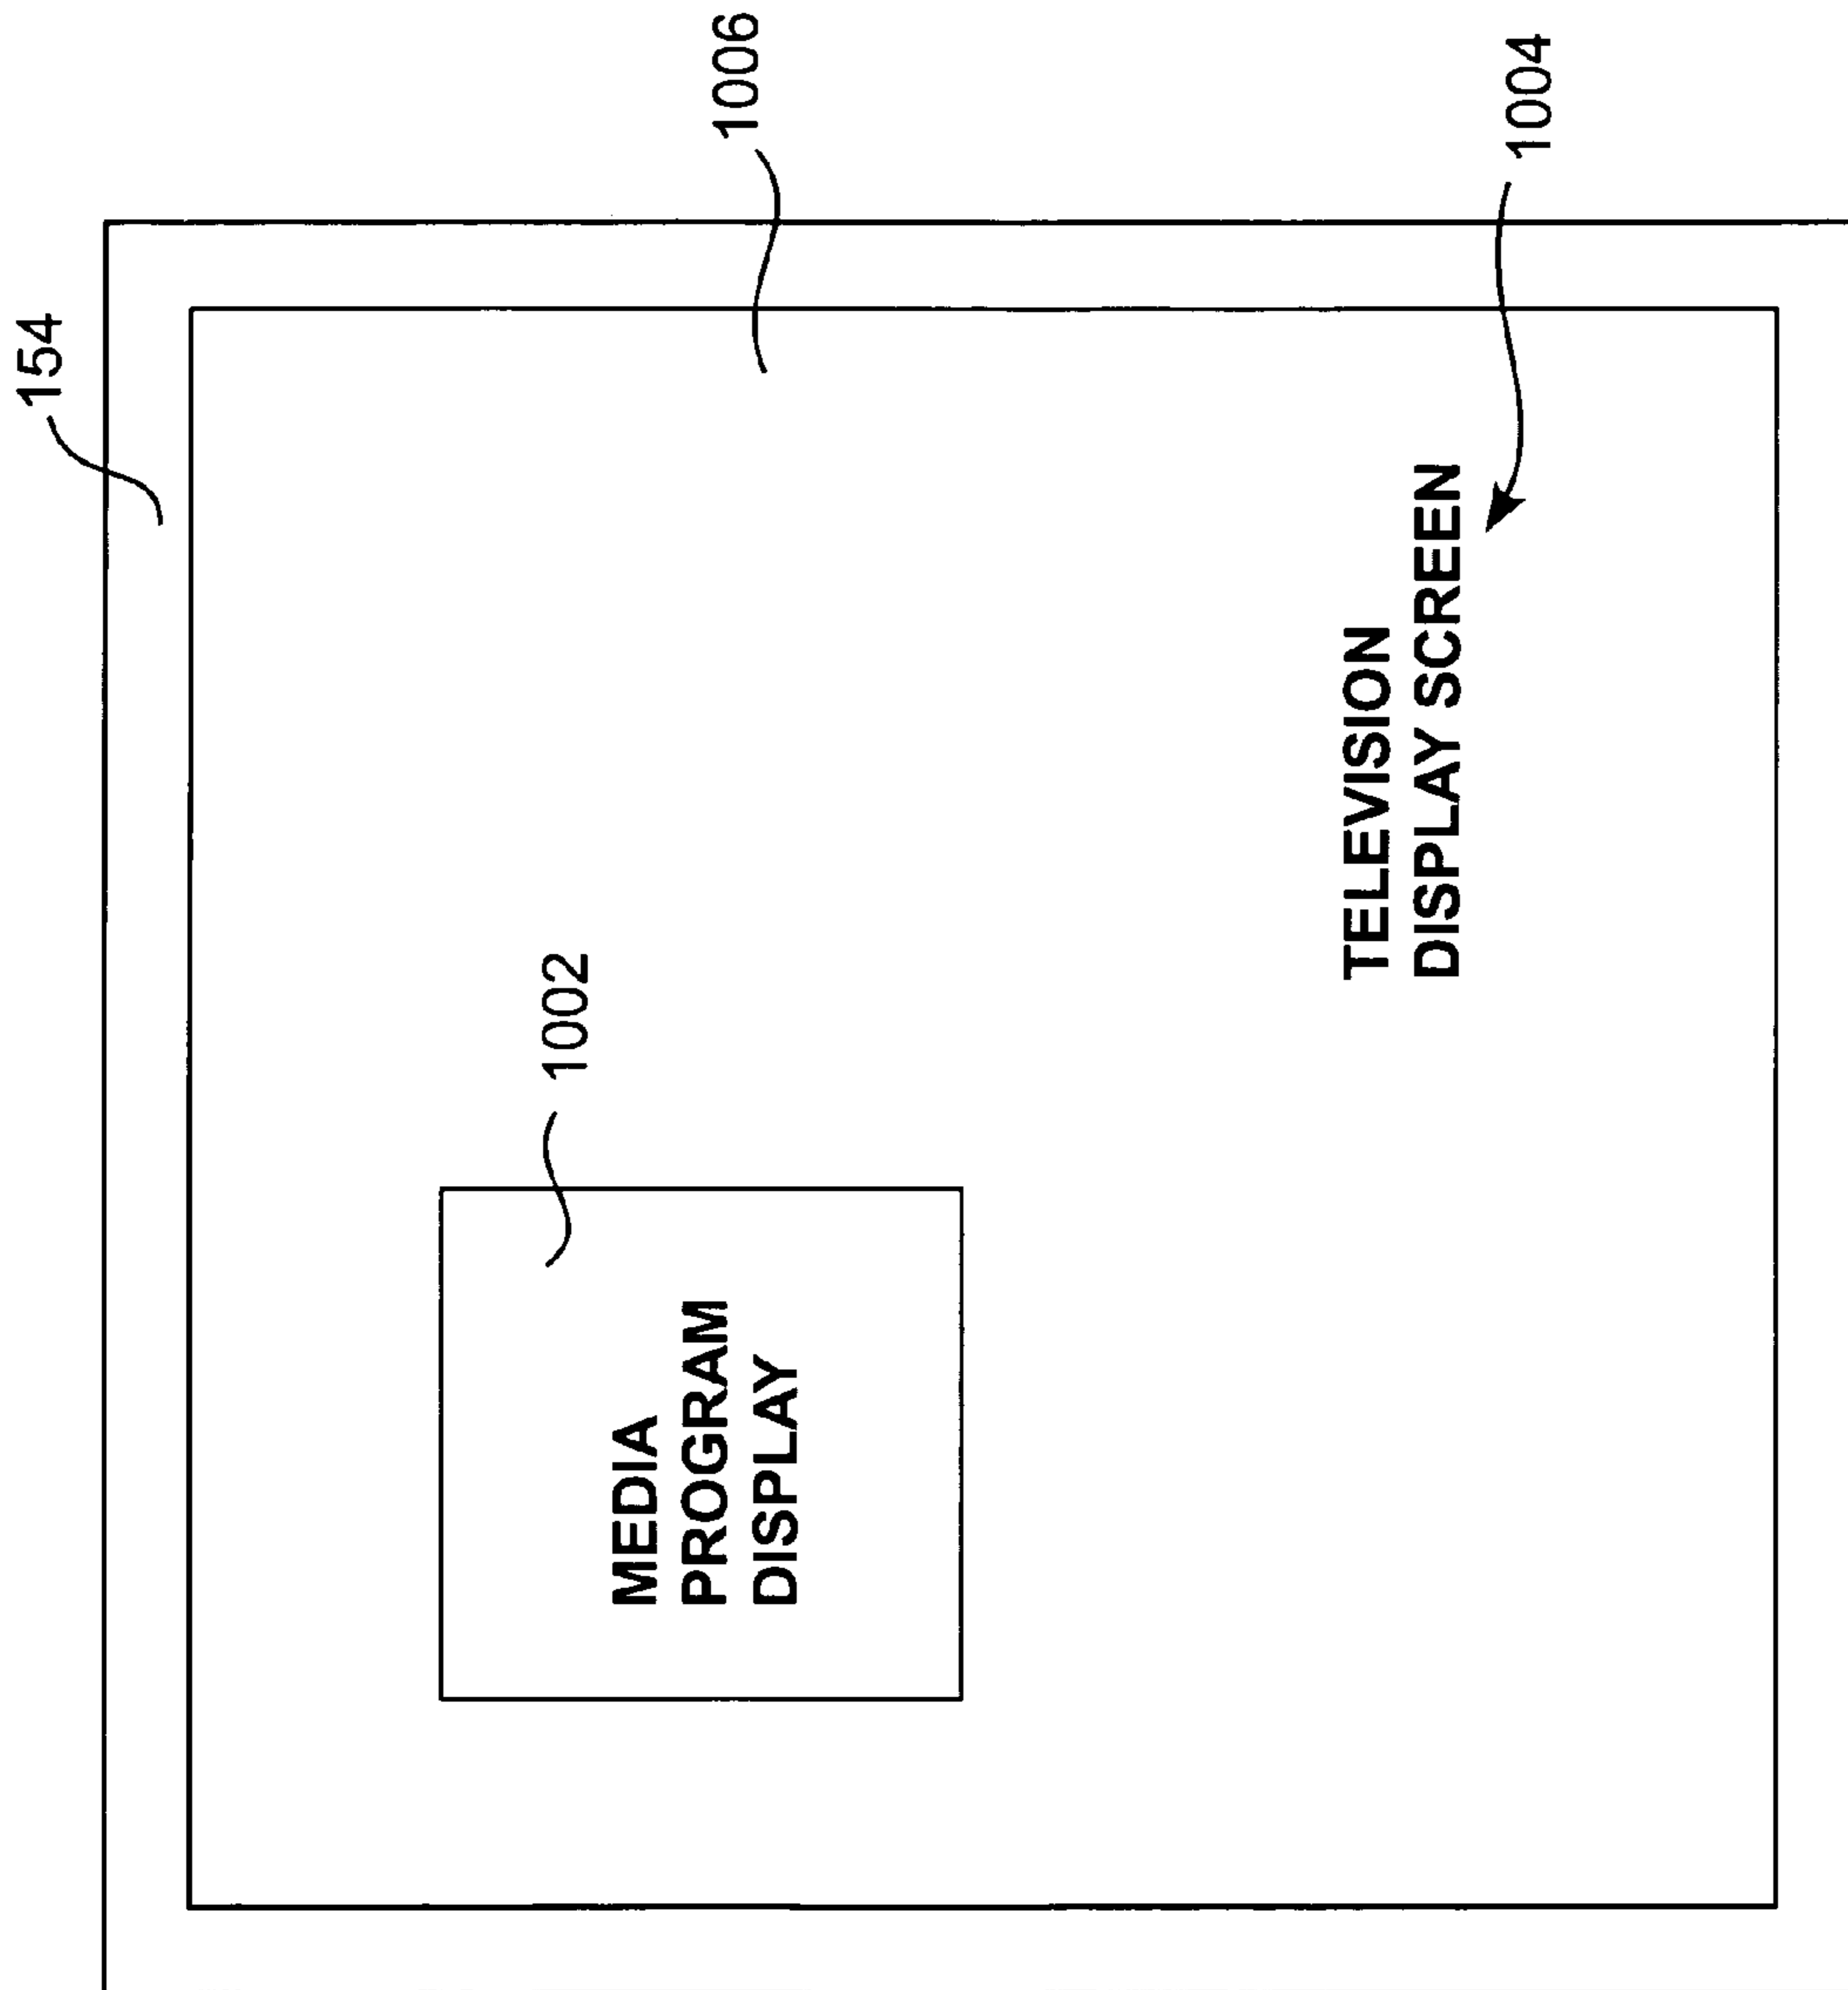 154
1006
1002
MEDIA
PROGRAM
DISPLAY
TELEVISION
DISPLAY SCREEN
1004